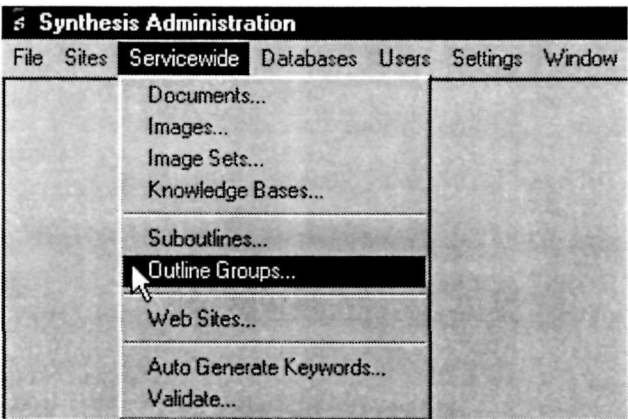 Synthesis Administration
File Sites Servicewide Databases Users Settings Window
Documents...
Images...
Image Sets...
Knowledge Bases...
Suboutlines...
Outline Groups...
Web Sites...
Auto Generate Keywords...
Validate...